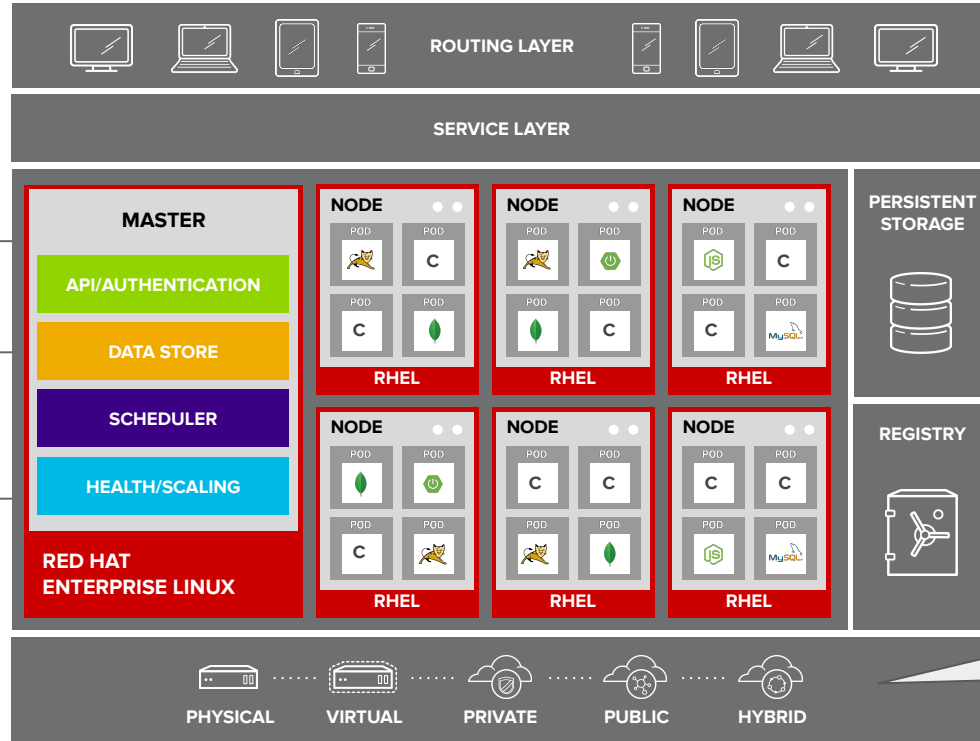 ROUTING LAYER
SERVICE LAYER
MASTER
API/AUTHENTICATION
DATA STORE
SCHEDULER
HEALTH/SCALING
RED HAT
ENTERPRISE LINUX
NODE
POD POD
C
POD POD
C
RHEL
NODE
POD POD
POD POD
C
RHEL
NODE
POD POD
JS C
POD POD
C MySQL
RHEL
NODE
POD POD
POD POD
C
RHEL
NODE
POD POD
C C
POD POD
RHEL
NODE
POD POD
C C
POD POD
JS MySQL
RHEL
PERSISTENT
STORAGE
REGISTRY
PHYSICAL VIRTUAL PRIVATE PUBLIC HYBRID